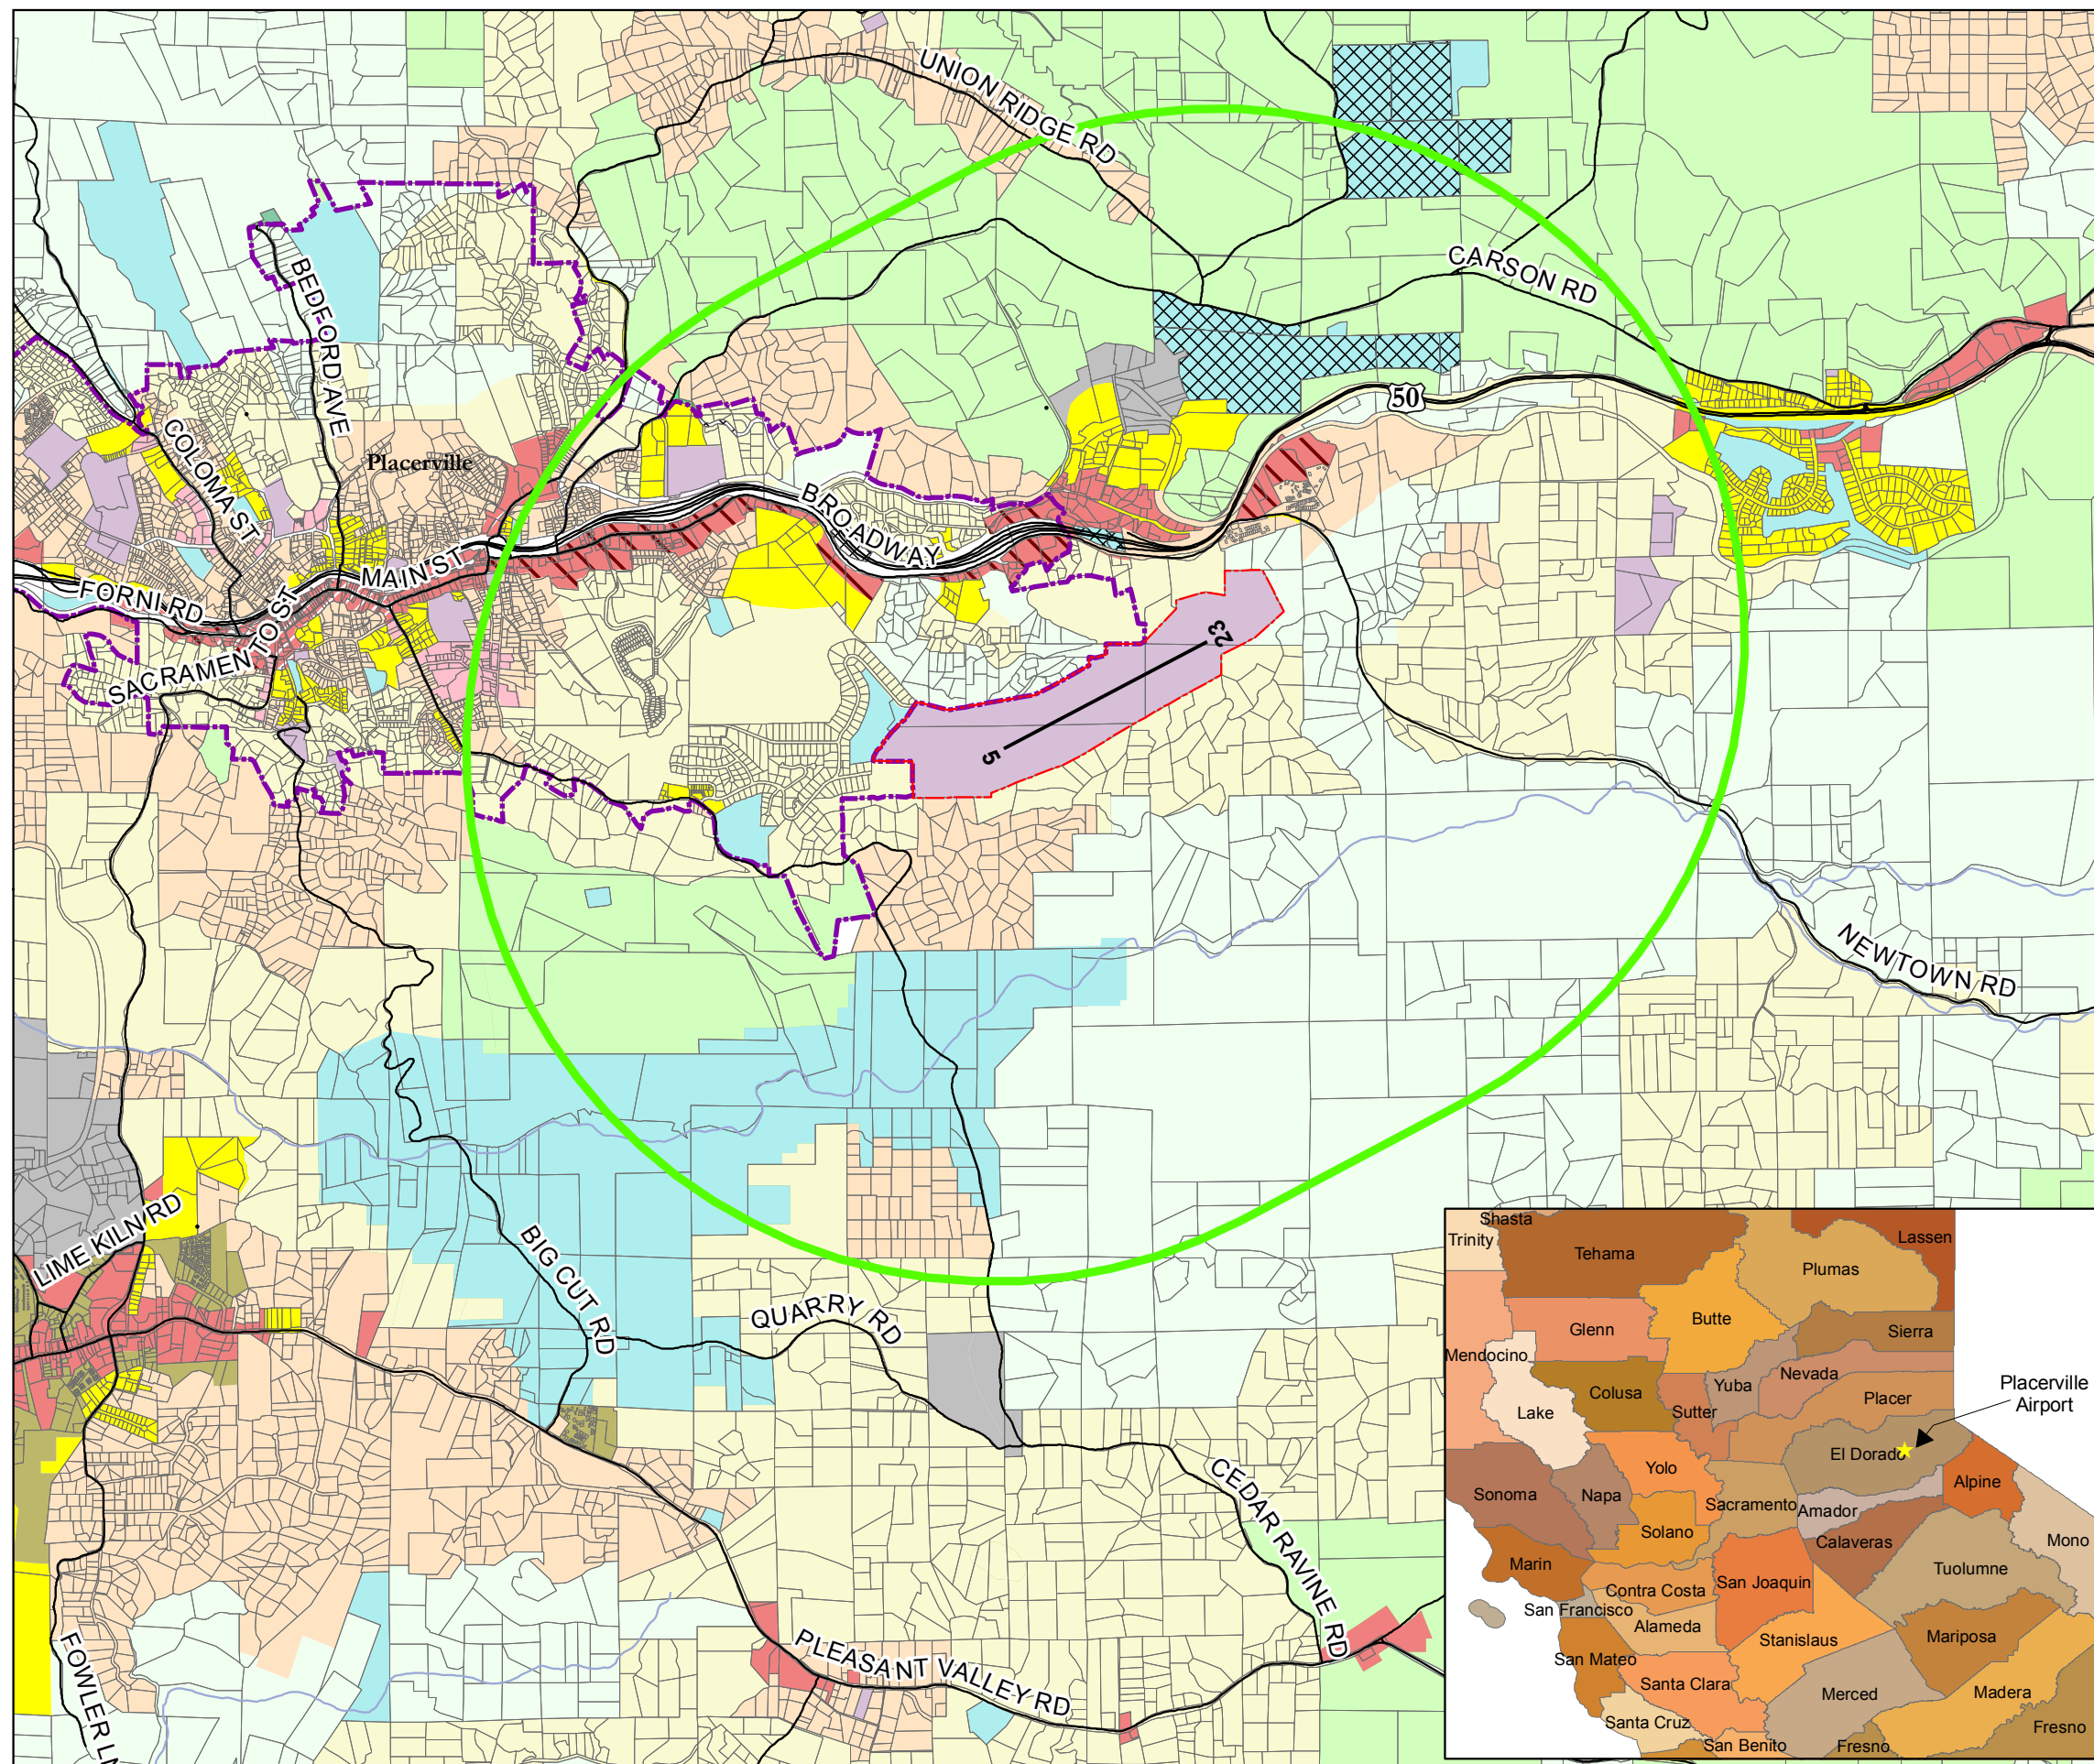 UNION RIDGE RD
CARSON RD
BEDFORD AVE
50
COLOMA ST
Placerville
BROADWAY
MAIN ST
FORNI RD
SACRAMENTO ST
23
5
NEWTOWN RD
LIME KILN RD
BIG CUT RD
QUARRY RD
CEDAR RAVINE RD
PLEASANT VALLEY RD
FOWLER LN
Shasta
Trinity
Tehama
Lassen
Plumas
Butte
Glenn
Sierra
Mendocino
Nevada
Yuba
Colusa
Placer
Placerville
Airport
Lake
Sutter
El Dorado
Yolo
Alpine
Sonoma
Napa
Sacramento
Amador
Solano
Calaveras
Mono
Marin
Tuolumne
San Joaquin
Contra Costa
San Francisco
Alameda
Stanislaus
Mariposa
San Mateo
Santa Clara
Merced
Madera
Santa Cruz
Fresno
San Benito
Fresno